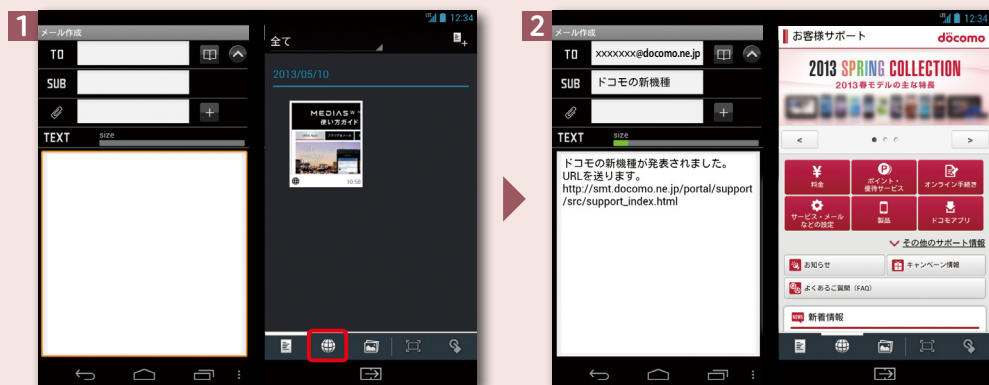 1
12:34
メール作成
TO
SUB
TEXT
size
全て
2013/05/10
MEDIAS W
使い方ガイド
10:58
2
12:34
メール作成
TO xxxxxxx@docomo.ne.jp
SUB ドコモの新機種
TEXT
size
ドコモの新機種が発表されました。
URLを送ります。
http://smt.docomo.ne.jp/portal/support
/src/support_index.html
お客様サポート
döcomo
2013 SPRING COLLECTION
2013春モデルの主な特長
< >
¥
料金
P
ポイント・
優待サービス
オンライン手続き
サービス・メール
などの設定
製品
ドコモアプリ
その他のサポート情報
お知らせ
キャンペーン情報
よくあるご質問 (FAQ)
NEWS 新着情報